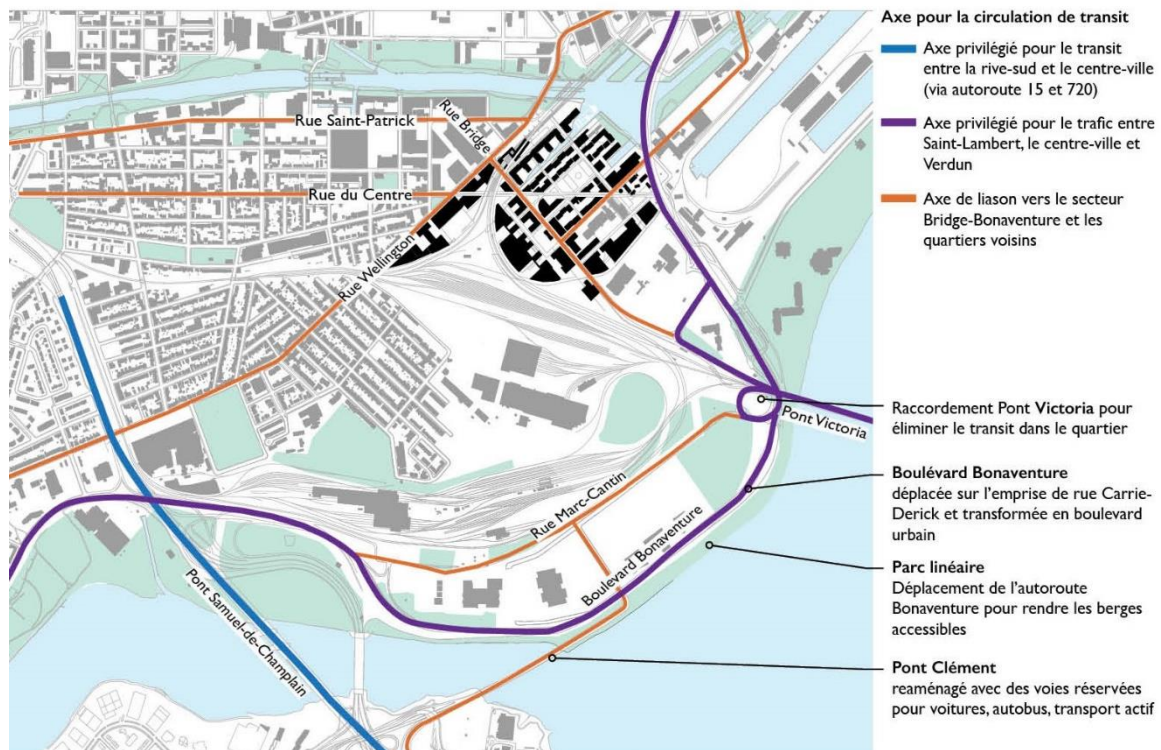 Rue Saint-Patrick
Rue Bridge
Rue du Centre
Rue Wellington
Pont Victoria
Rue Marc-Cantin
Boulevard Bonaventure
Pont Samuel-de-Champlain
Axe pour la circulation de transit
Axe privilégié pour le transit
entre la rive-sud et le centre-ville
(via autoroute 15 et 720)
Axe privilégié pour le trafic entre
Saint-Lambert, le centre-ville et
Verdun
Axe de liason vers le secteur
Bridge-Bonaventure et les
quartiers voisins
Raccordement Pont Victoria pour
éliminer le transit dans le quartier
Boulévard Bonaventure
déplacée sur l'emprise de rue Carrie-
Derick et transformée en boulevard
urbain
Parc linéaire
Déplacement de l'autoroute
Bonaventure pour rendre les berges
accessibles
Pont Clément
reaménagé avec des voies réservées
pour voitures, autobus, transport actif